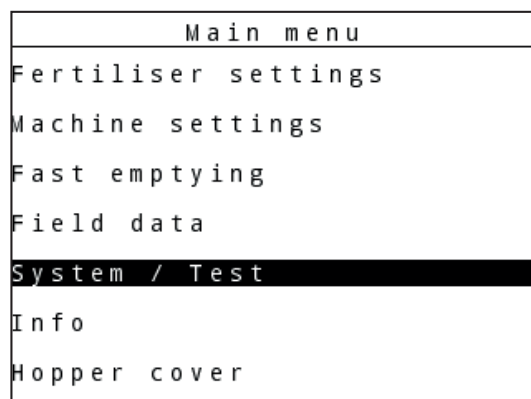 Main menu
Fertiliser settings
Machine settings
Fast emptying
Field data
System / Test
Info
Hopper cover